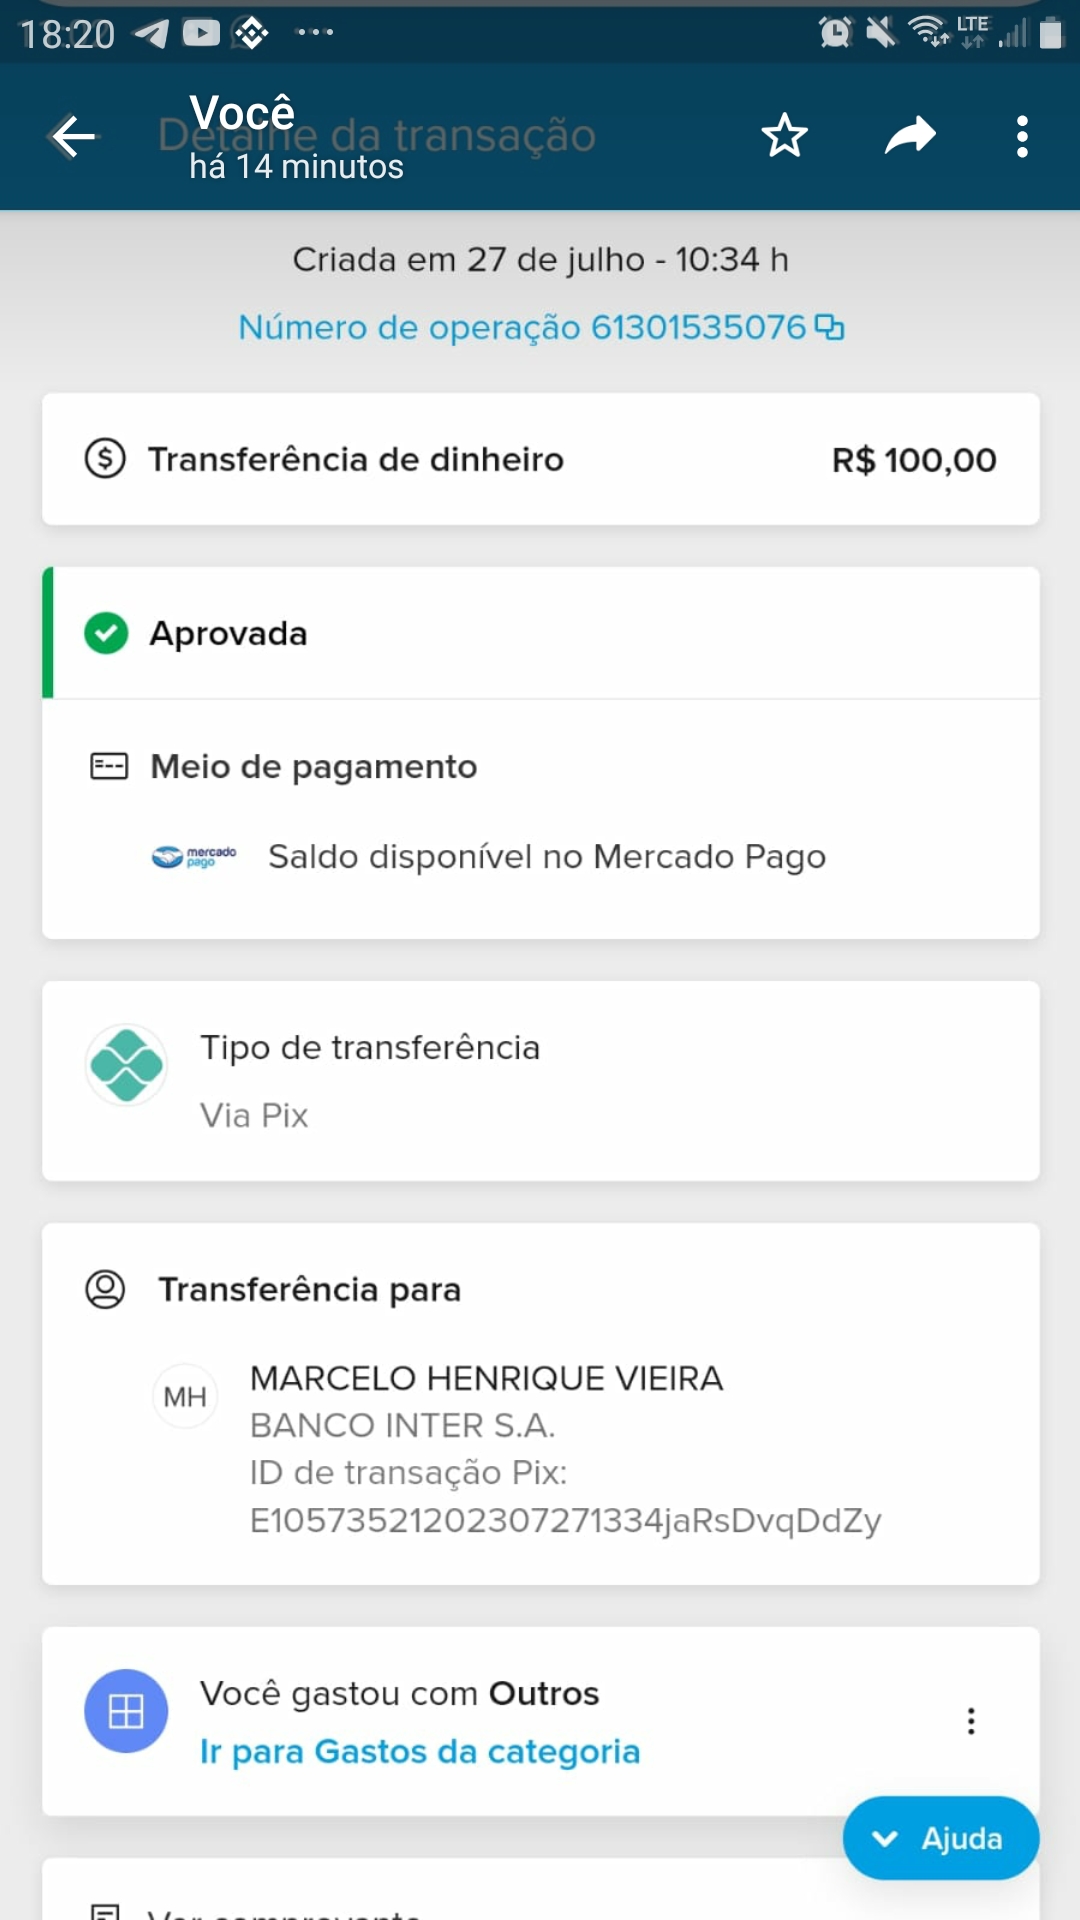 18:20
LTE
Detalhe da transação
Você
há 14 minutos
Criada em 27 de julho - 10:34 h
Número de operação 61301535076
Transferência de dinheiro R$ 100,00
Aprovada
Meio de pagamento
mercado
pago
Saldo disponível no Mercado Pago
Tipo de transferência
Via Pix
Transferência para
MH
MARCELO HENRIQUE VIEIRA
BANCO INTER S.A.
ID de transação Pix:
E10573521202307271334jaRsDvqDdZy
Você gastou com Outros
Ir para Gastos da categoria
Ajuda
Ver comprovante